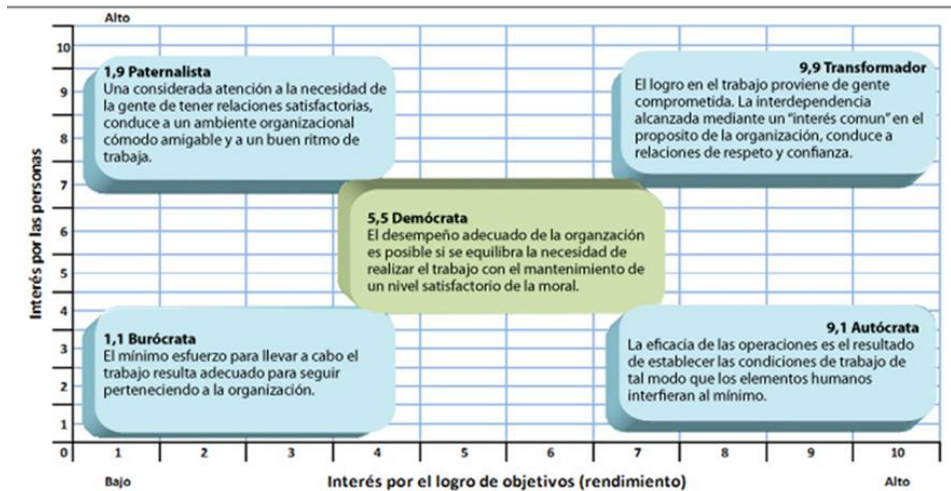 Alto
Interés por las personas
10
9
8
7
6
5
4
3
2
1
0
1,9 Paternalista
Una considerada atención a la necesidad de
la gente de tener relaciones satisfactorias,
conduce a un ambiente organizacional
cómodo amigable y a un buen ritmo de
trabaja.
9,9 Transformador
El logro en el trabajo proviene de gente
comprometida. La interdependencia
alcanzada mediante un "interés comun" en el
proposito de la organización, conduce a
relaciones de respeto y confianza.
5,5 Demócrata
El desempeño adecuado de la organzación
es posible si se equilibra la necesidad de
realizar el trabajo con el mantenimiento de
un nivel satisfactorio de la moral.
1,1 Burócrata
El mínimo esfuerzo para llevar a cabo el
trabajo resulta adecuado para seguir
perteneciendo a la organización.
9,1 Autócrata
La eficacia de las operaciones es el resultado
de establecer las condiciones de trabajo de
tal modo que los elementos humanos
interfieran al mínimo.
1 2 3 4 5 6 7 8 9 10
Bajo Interés por el logro de objetivos (rendimiento) Alto